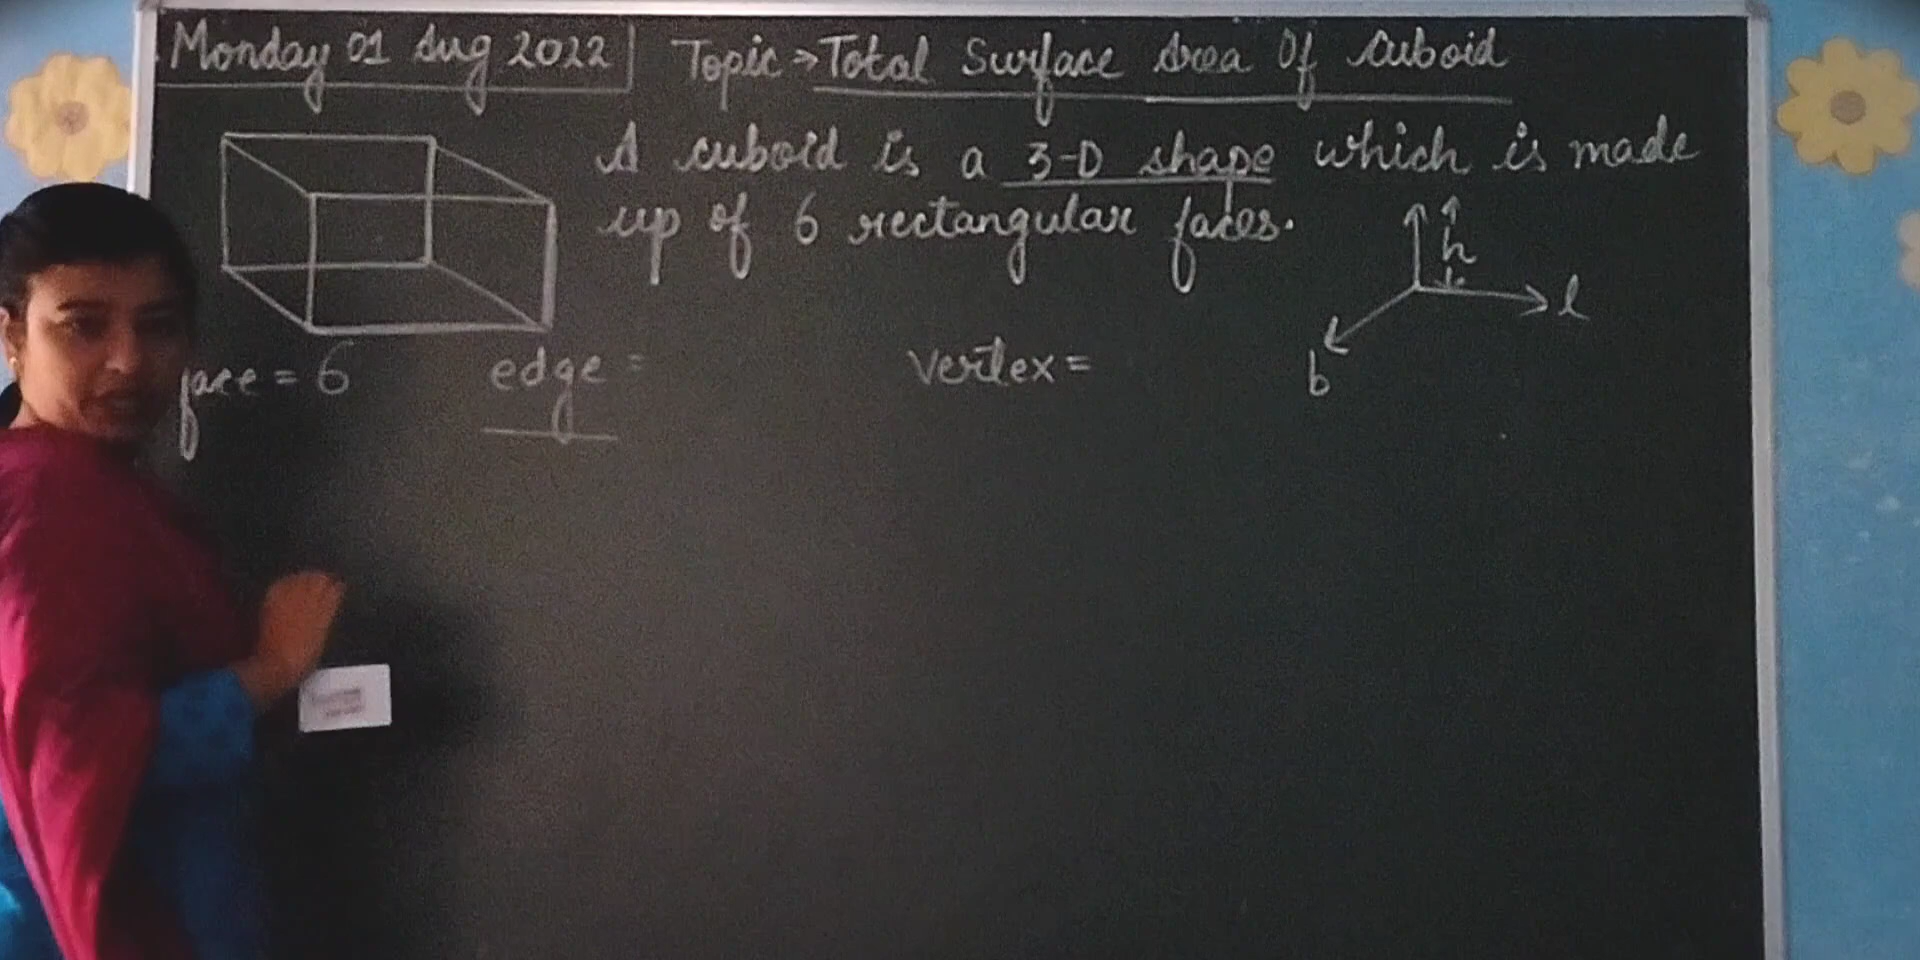 Monday 01 Aug 2022 Topic → Total Surface Area Of cuboid
A cuboid is a 3-D shape which is made
up of 6 rectangular faces.
h
l
b
face = 6 edge = vertex =